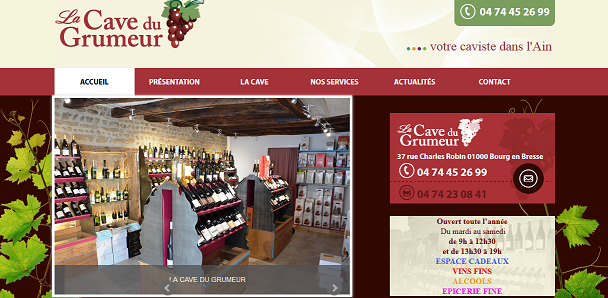 La Cave du
Grumeur
04 74 45 26 99
votre caviste dans l'Ain
ACCUEIL PRÉSENTATION LA CAVE NOS SERVICES ACTUALITÉS CONTACT
! A CAVE DU GRUMEUR
La Cave du
Grumeur
37 rue Charles Robin 01000 Bourg en Bresse
04 74 45 26 99
04 74 23 08 41
Ouvert toute l'année
Du mardi au samedi
de 9h à 12h30
et de 13h30 à 19h
ESPACE CADEAUX
VINS FINS
ALCOOLS
EPICERIE FINE